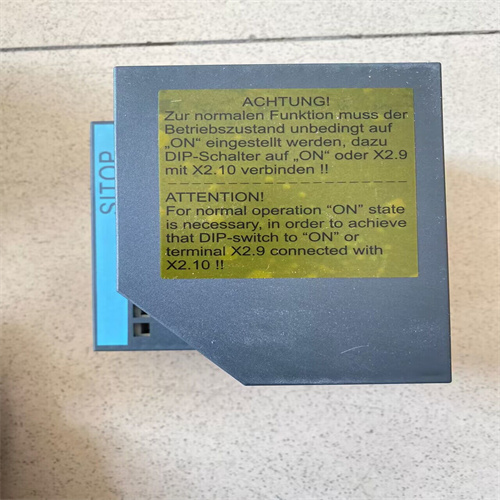 SITOP
ACHTUNG!
Zur normalen Funktion muss der
Betriebszustand unbedingt auf
„ON“ eingestellt werden, dazu
DIP-Schalter auf „ON“ oder X2.9
mit X2.10 verbinden !!
ATTENTION!
For normal operation “ON” state
is necessary, in order to achieve
that DIP-switch to “ON” or
terminal X2.9 connected with
X2.10 !!